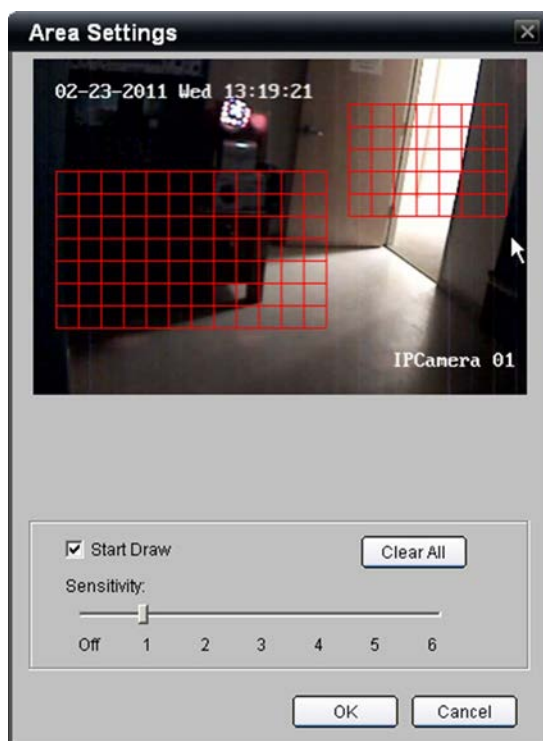 Area Settings
02-23-2011 Wed 13:19:21
IPCamera 01
Start Draw
Clear All
Sensitivity:
Off 1 2 3 4 5 6
OK Cancel